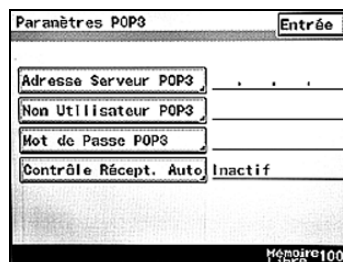 Paramètres POP3
Entrée
Adresse Serveur POP3 . . .
Non Utilisateur POP3
Mot de Passe POP3
Contrôle Récept. Auto Inactif
Mémoire 100
Libre